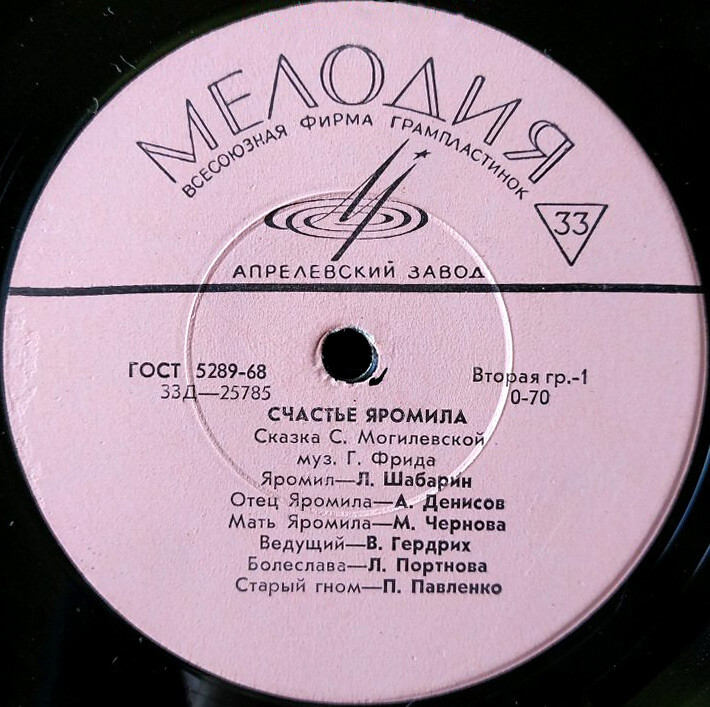 МЕЛОДИЯ
ВСЕСОЮЗНАЯ ФИРМА ГРАМПЛАСТИНОК
33
АПРЕЛЕВСКИЙ ЗАВОД
ГОСТ 5289-68
Вторая гр.-1
33Д—25785
0-70
СЧАСТЬЕ ЯРОМИЛА
Сказка С. Могилевской
муз. Г. Фрида
Яромил—Л. Шабарин
Отец Яромила—А. Денисов
Мать Яромила—М. Чернова
Ведущий—В. Гердрих
Болеслава—Л. Портнова
Старый гном—П. Павленко